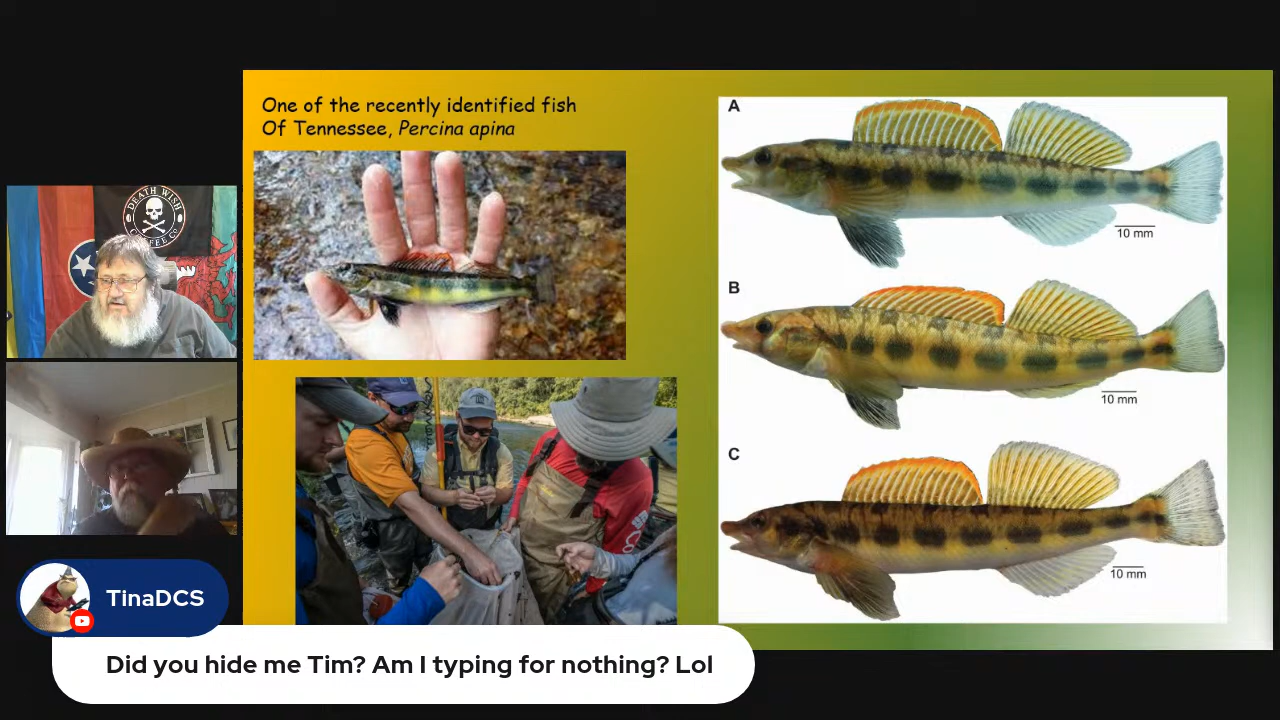 One of the recently identified fish
Of Tennessee, Percina apina
A
10 mm
B
10 mm
C
10 mm
DEATH WISH
COFFEE CO
TinaDCS
Did you hide me Tim? Am I typing for nothing? Lol